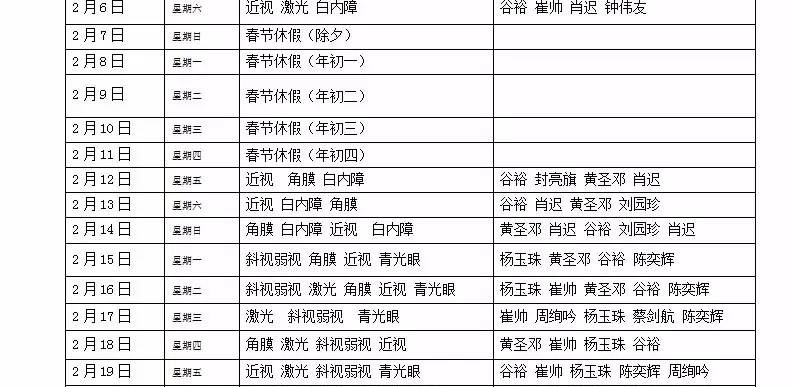 2月6日 星期六 近视 激光 白内障 谷裕 崔帅 肖迟 钟伟友
2月7日 星期日 春节休假（除夕）
2月8日 星期一 春节休假（年初一）
2月9日 星期二 春节休假（年初二）
2月10日 星期三 春节休假（年初三）
2月11日 星期四 春节休假（年初四）
2月12日 星期五 近视 角膜 白内障 谷裕 封亮旗 黄圣邓 肖迟
2月13日 星期六 近视 白内障 角膜 谷裕 肖迟 黄圣邓 刘园珍
2月14日 星期日 角膜 白内障 近视 白内障 黄圣邓 肖迟 谷裕 刘园珍 肖迟
2月15日 星期一 斜视弱视 角膜 近视 青光眼 杨玉珠 黄圣邓 谷裕 陈奕辉
2月16日 星期二 斜视弱视 激光 角膜 近视 青光眼 杨玉珠 崔帅 黄圣邓 谷裕 陈奕辉
2月17日 星期三 激光 斜视弱视 青光眼 崔帅 周绚吟 杨玉珠 蔡剑航 陈奕辉
2月18日 星期四 角膜 激光 斜视弱视 近视 黄圣邓 崔帅 杨玉珠 谷裕
2月19日 星期五 近视 激光 斜视弱视 青光眼 谷裕 崔帅 杨玉珠 陈奕辉 周绚吟